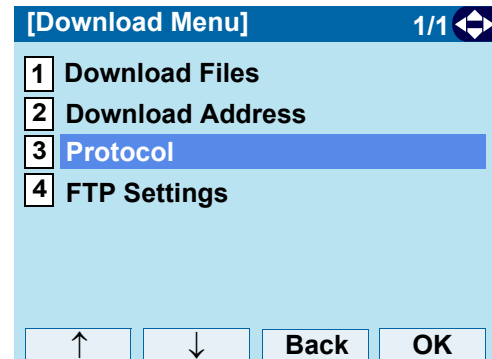 [Download Menu] 1/1
1 Download Files
2 Download Address
3 Protocol
4 FTP Settings
↑ ↓ Back OK